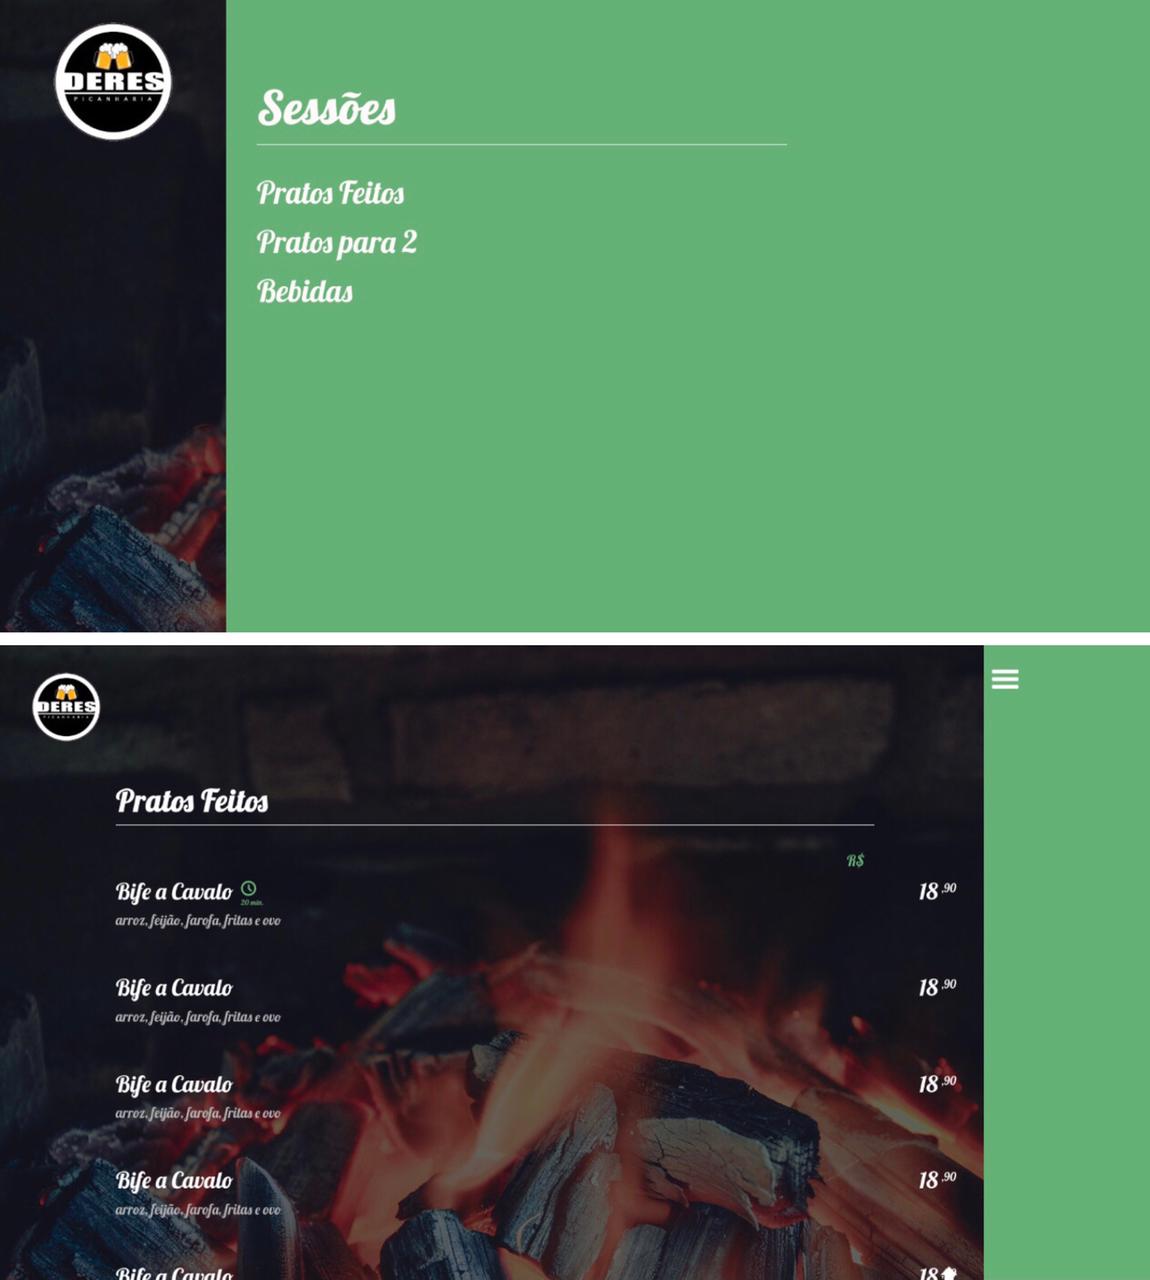 DERES
PICANHARIA
Sessões
Pratos Feitos
Pratos para 2
Bebidas
DERES
PICANHARIA
Pratos Feitos
R$
Bife a Cavalo 18,90
20 min.
arroz, feijão, farofa, fritas e ovo
Bife a Cavalo 18,90
arroz, feijão, farofa, fritas e ovo
Bife a Cavalo 18,90
arroz, feijão, farofa, fritas e ovo
Bife a Cavalo 18,90
arroz, feijão, farofa, fritas e ovo
Bife a Cavalo 18